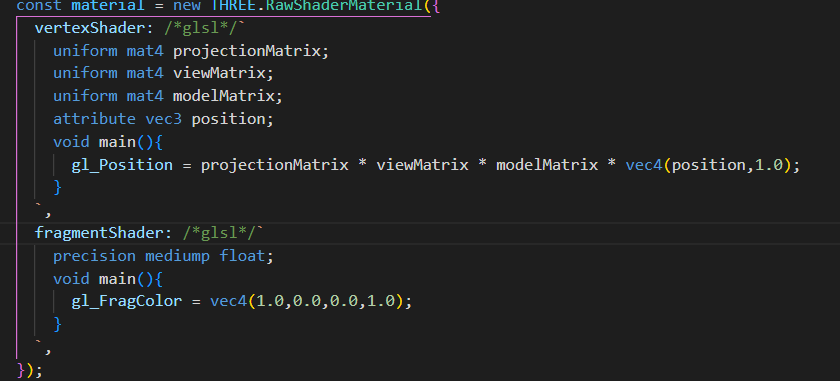 const material = new THREE.RawShaderMaterial({
  vertexShader: /*glsl*/`
    uniform mat4 projectionMatrix;
    uniform mat4 viewMatrix;
    uniform mat4 modelMatrix;
    attribute vec3 position;
    void main(){
      gl_Position = projectionMatrix * viewMatrix * modelMatrix * vec4(position,1.0);
    }
  `,
  fragmentShader: /*glsl*/`
    precision mediump float;
    void main(){
      gl_FragColor = vec4(1.0,0.0,0.0,1.0);
    }
  `,
});